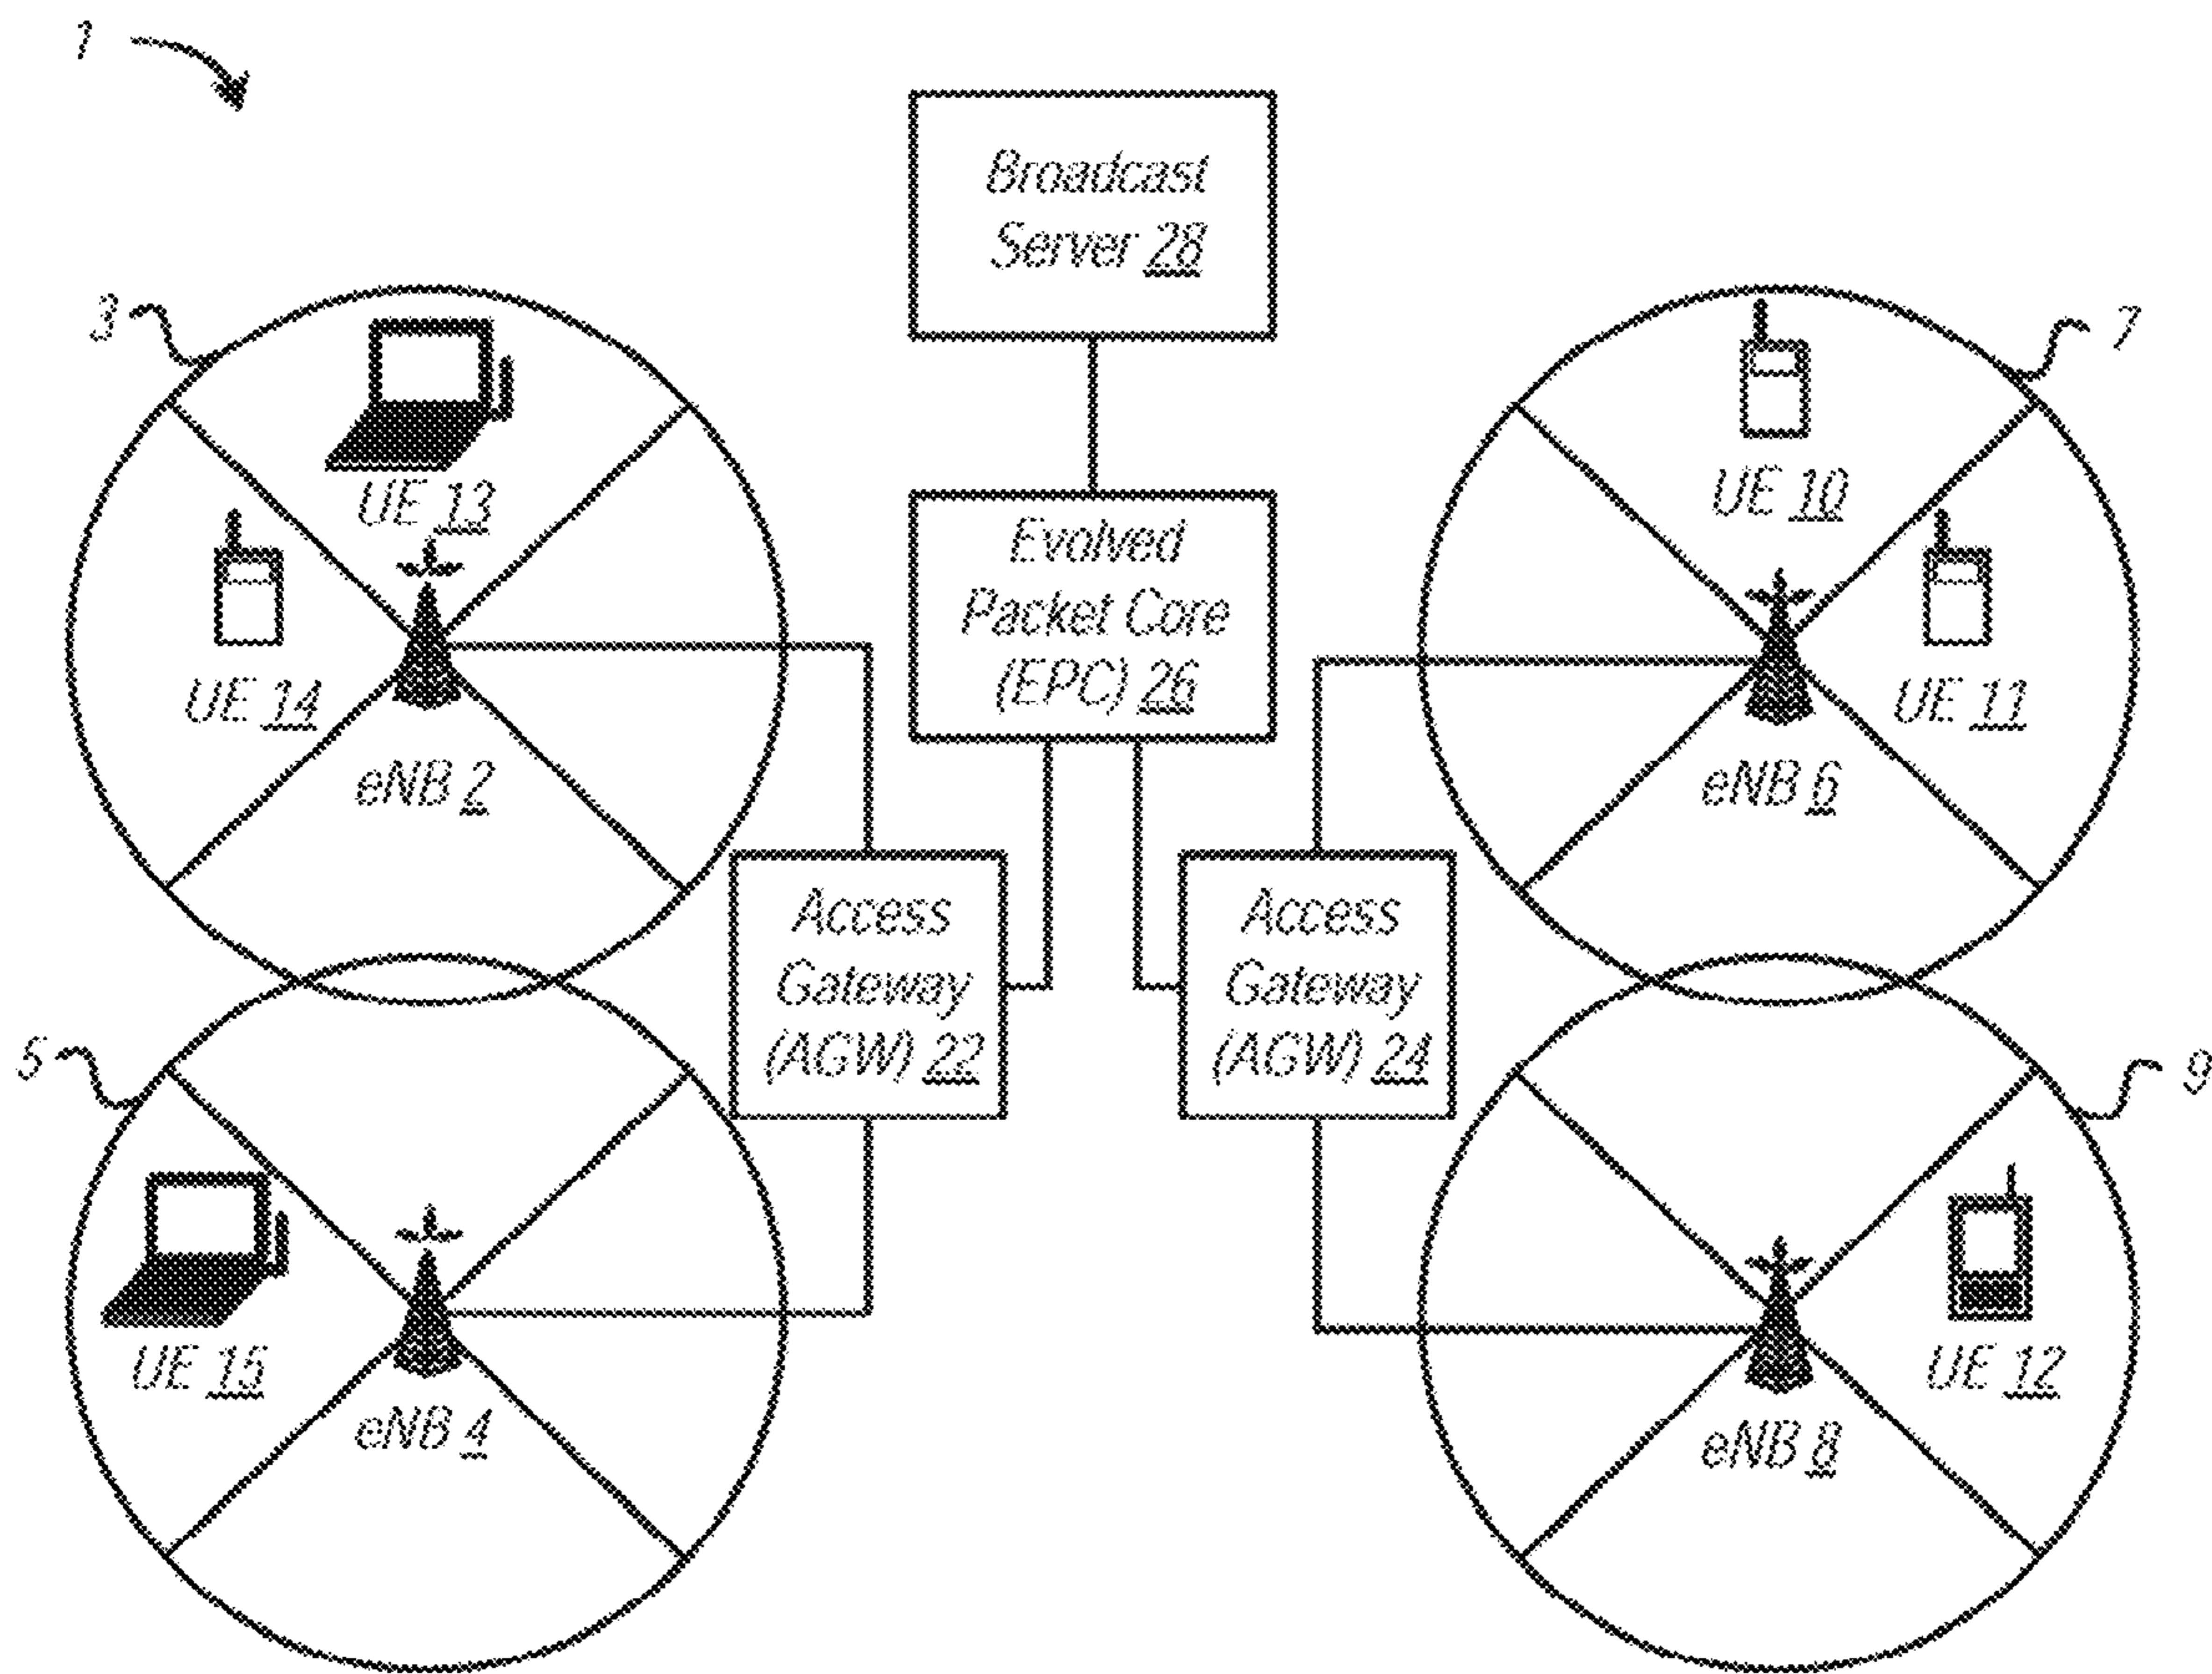 1
Broadcast
Server 28
3
7
UE 13
UE 10
Evolved
Packet Core
(EPC) 26
UE 14
UE 11
eNB 2
eNB 6
Access
Gateway
(AGW) 22
Access
Gateway
(AGW) 24
5
9
UE 15
UE 12
eNB 4
eNB 8